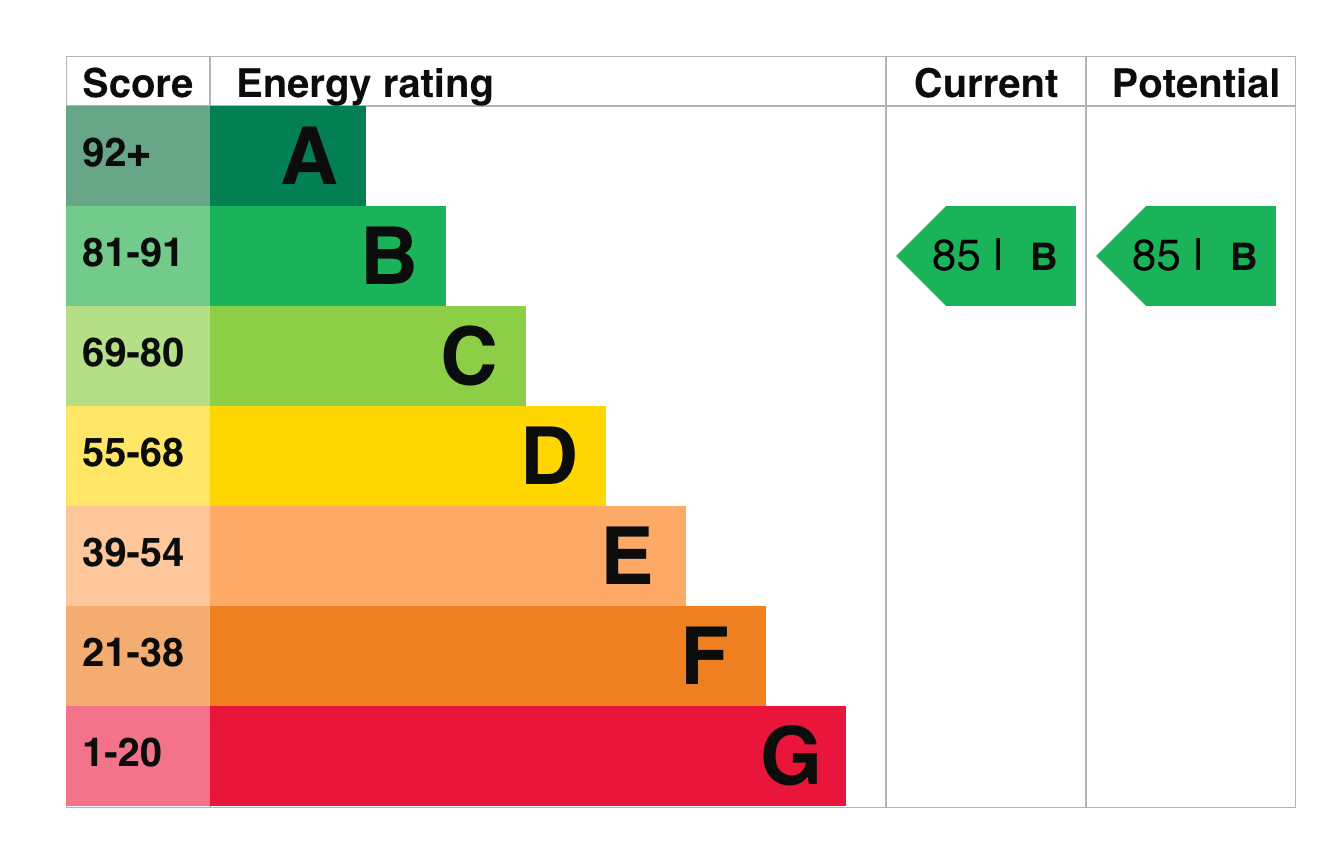 Score Energy rating Current Potential
92+ A
81-91 B 85 | B 85 | B
69-80 C
55-68 D
39-54 E
21-38 F
1-20 G